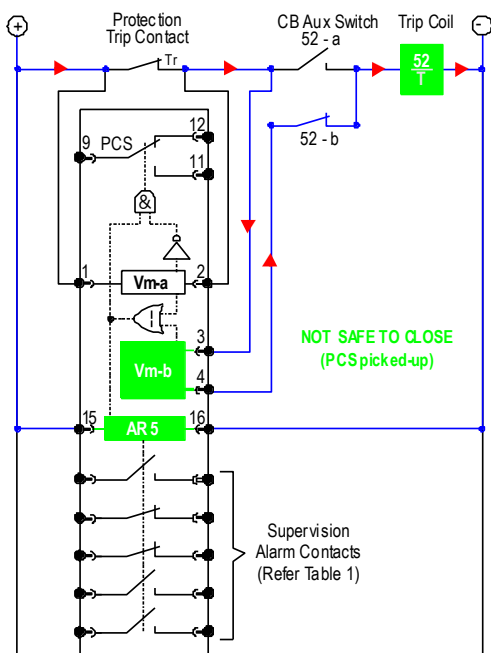 +
Protection
Trip Contact
CB Aux Switch
52 - a
Trip Coil
-
Tr
52
T
52 - b
9
PCS
12
11
&
1
Vm-a
2
3
Vm-b
4
NOT SAFE TO CLOSE
(PCS picked-up)
15
AR 5
16
Supervision
Alarm Contacts
(Refer Table 1)